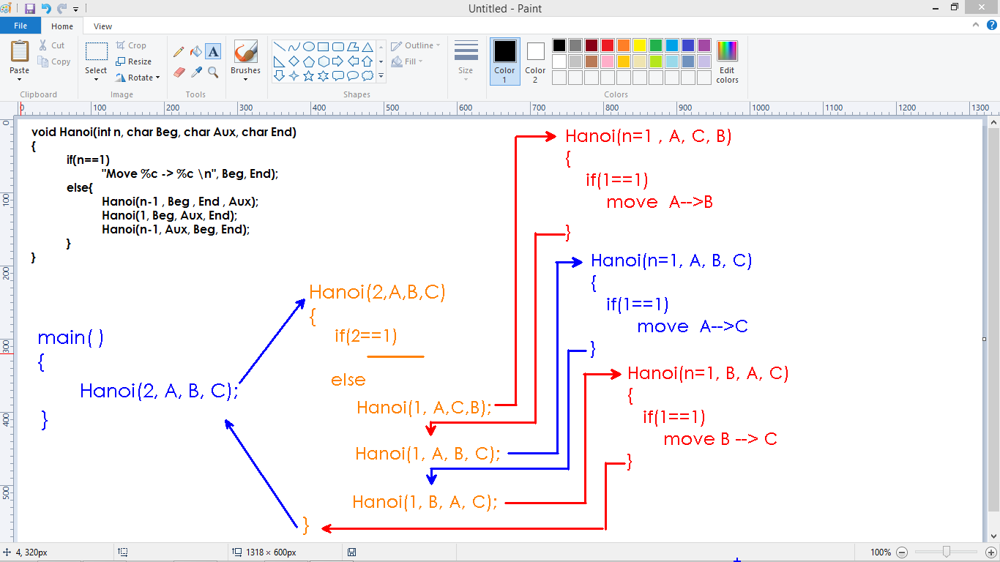 Untitled - Paint
File Home View
Paste Cut Copy Clipboard
Select Crop Resize Rotate Image
Tools
Brushes
Shapes Outline Fill
Size
Color 1 Color 2 Edit colors Colors
100 200 300 400 500 600 700 800 900 1000 1100 1200 1300
0
100
200
300
400
500
void Hanoi(int n, char Beg, char Aux, char End)
{
if(n==1)
"Move %c -> %c \n", Beg, End);
else{
Hanoi(n-1 , Beg , End , Aux);
Hanoi(1, Beg, Aux, End);
Hanoi(n-1, Aux, Beg, End);
}
}
main( )
{
Hanoi(2, A, B, C);
}
Hanoi(2,A,B,C)
{
if(2==1)
else
Hanoi(1, A,C,B);
Hanoi(1, A, B, C);
Hanoi(1, B, A, C);
}
Hanoi(n=1 , A, C, B)
{
if(1==1)
move A-->B
}
Hanoi(n=1, A, B, C)
{
if(1==1)
move A-->C
}
Hanoi(n=1, B, A, C)
{
if(1==1)
move B --> C
}
4, 320px
1318 × 600px
100%